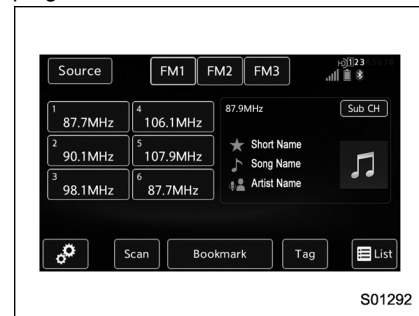 Source
FM1 FM2 FM3
12345678
1 87.7MHz
4 106.1MHz
2 90.1MHz
5 107.9MHz
3 98.1MHz
6 87.7MHz
87.9MHz
Sub CH
Short Name
Song Name
Artist Name
Scan
Bookmark
Tag
List
S01292